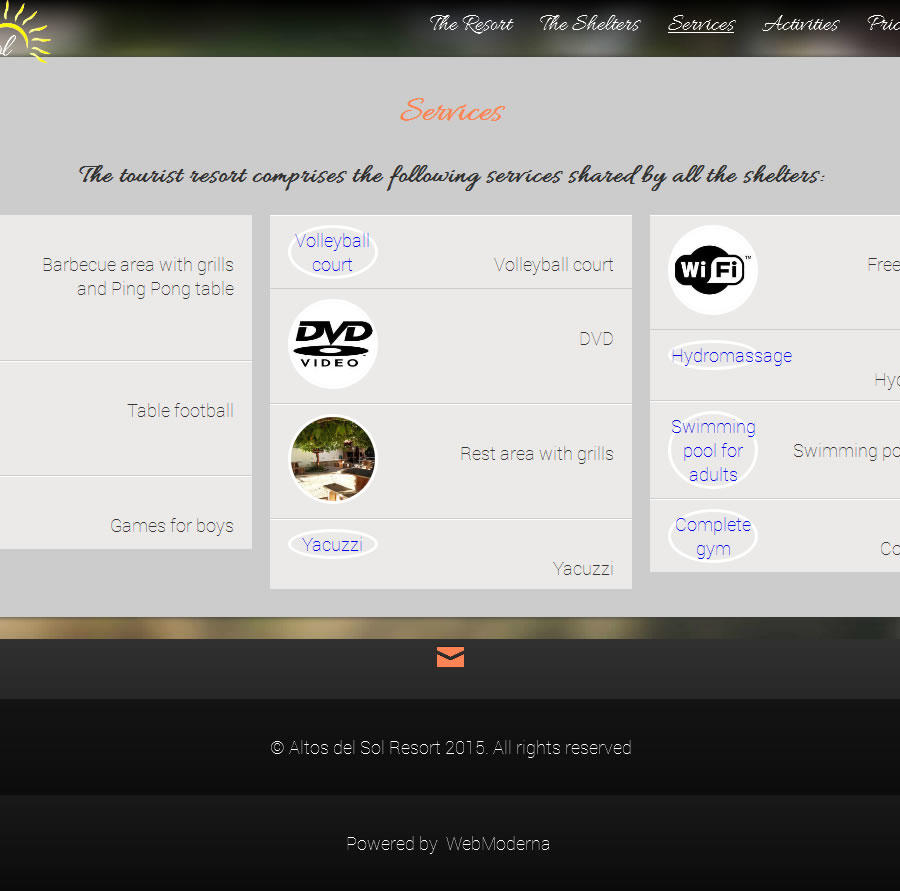 ol
The Resort The Shelters Services Activities Pric
Services
The tourist resort comprises the following services shared by all the shelters:
Barbecue area with grills
and Ping Pong table
Table football
Games for boys
Volleyball
court
Volleyball court
DVD
VIDEO
DVD
Rest area with grills
Yacuzzi
Yacuzzi
Wi Fi ™
Free
Hydromassage
Hyd
Swimming
pool for
adults
Swimming po
Complete
gym
Co
© Altos del Sol Resort 2015. All rights reserved
Powered by WebModerna